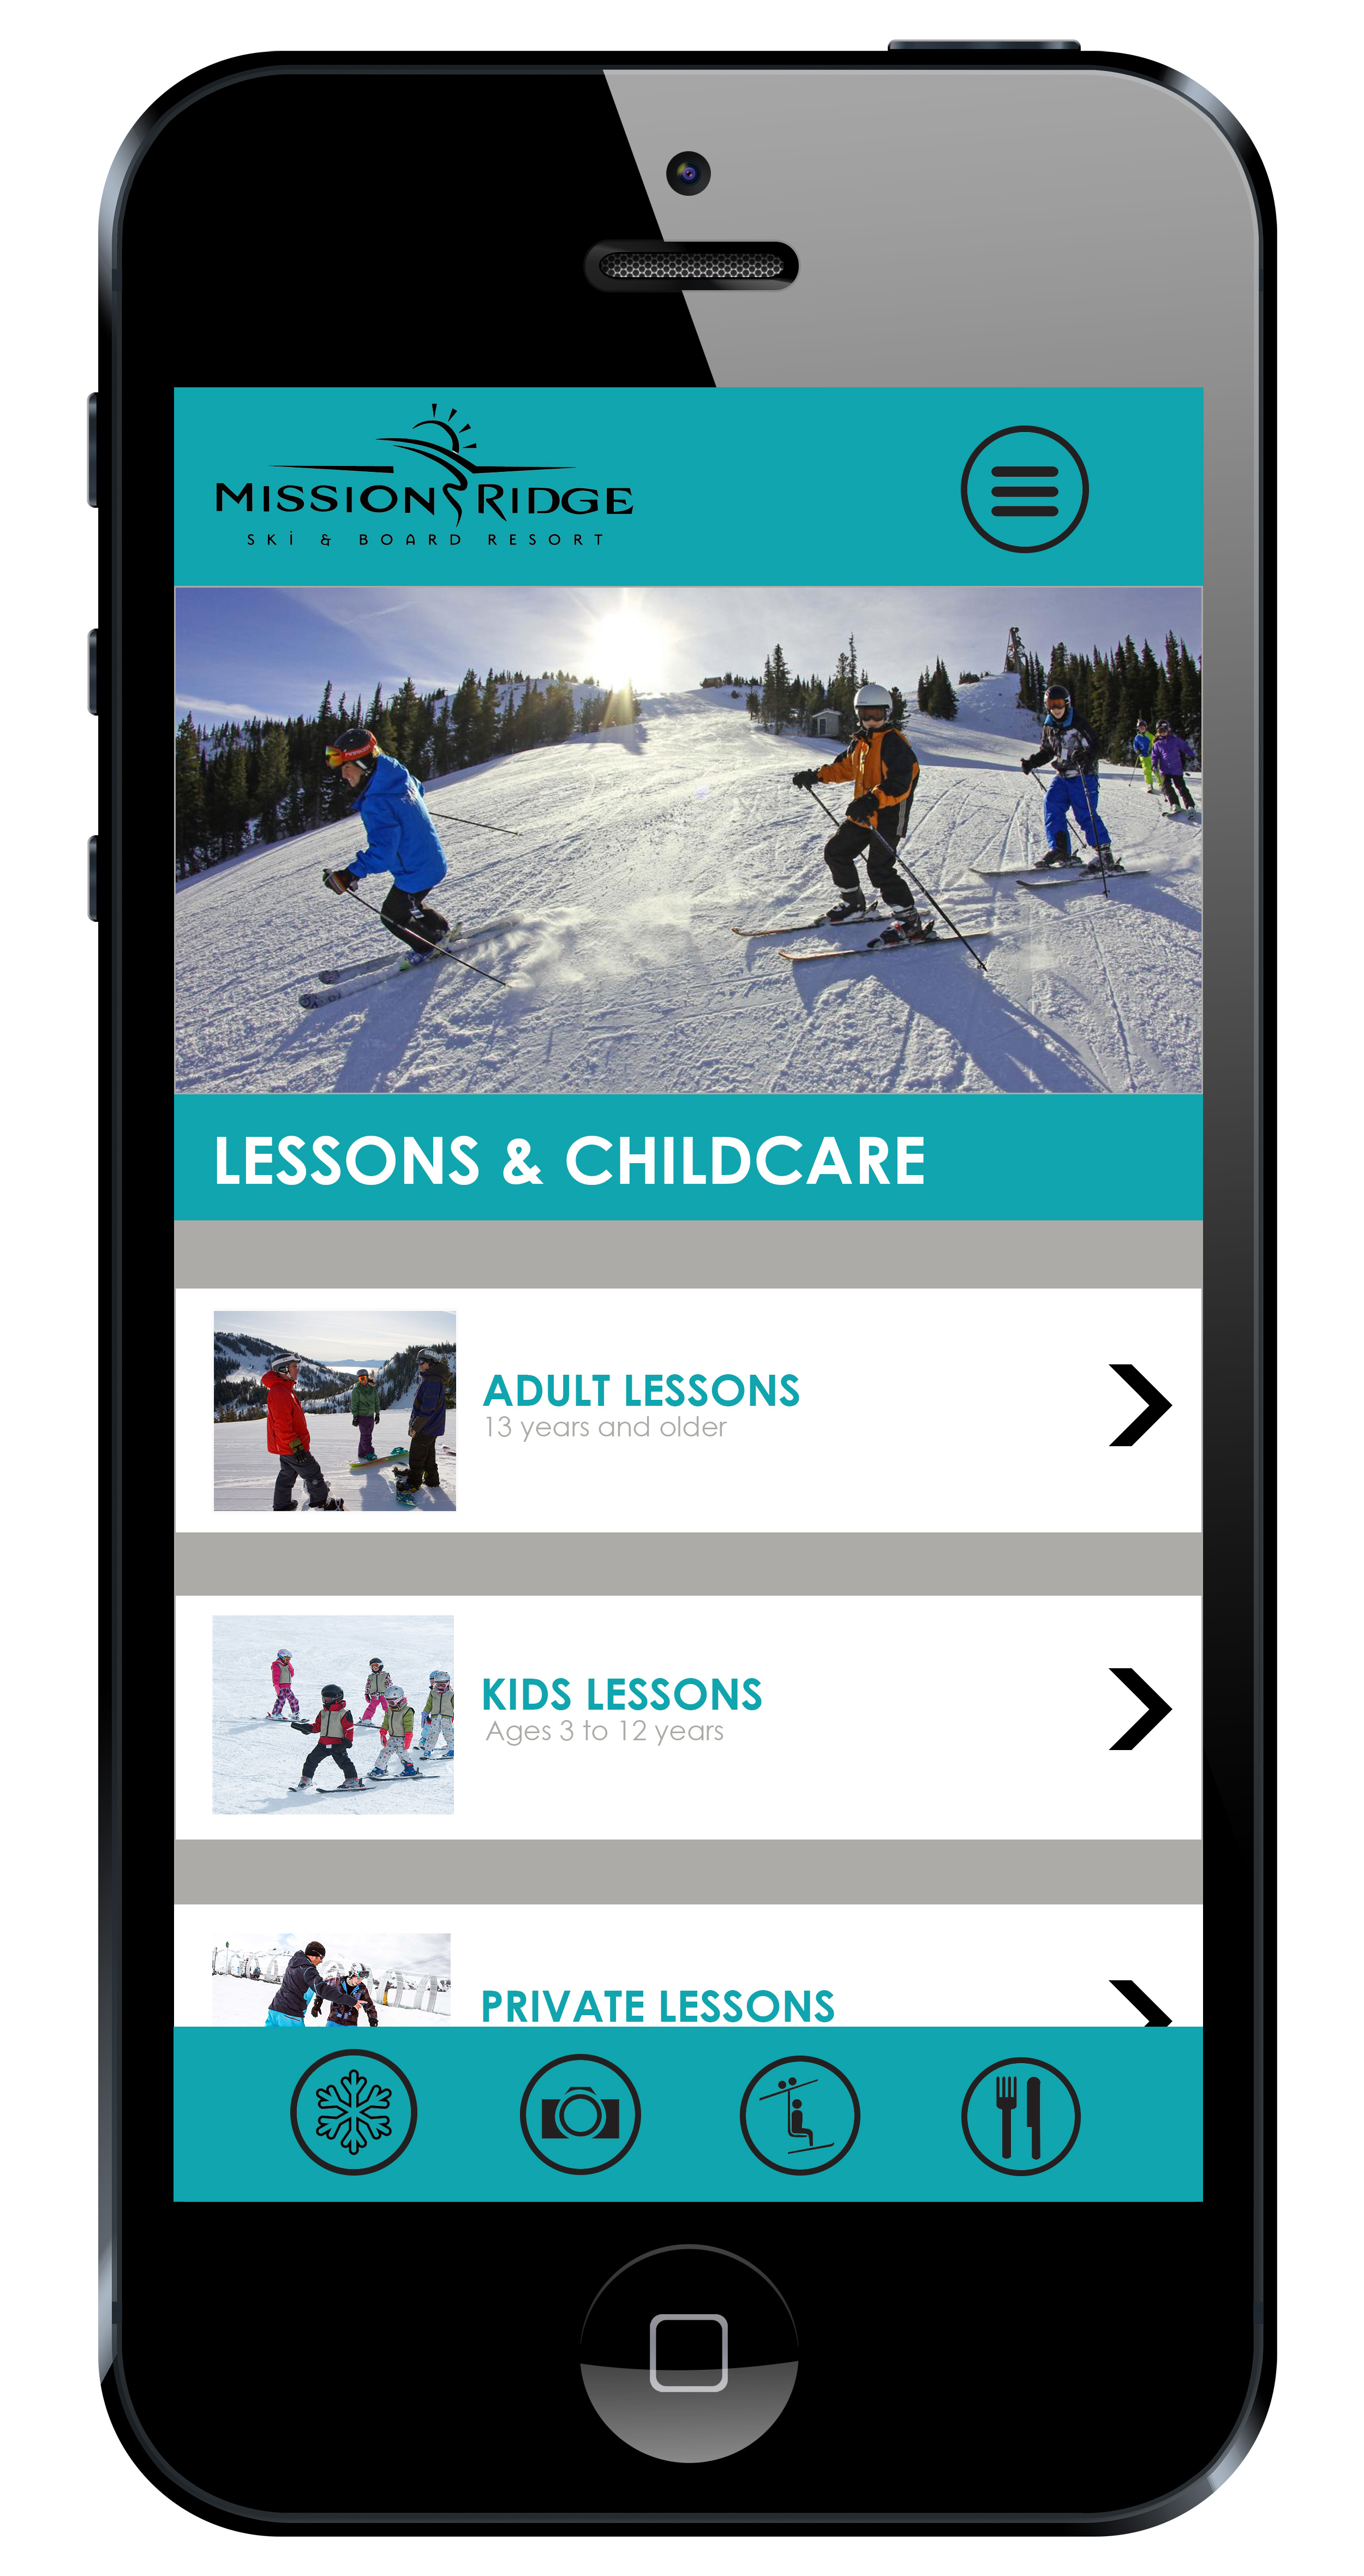 MISSION RIDGE
SKi & BOARD RESORT
LESSONS & CHILDCARE
ADULT LESSONS
13 years and older
KIDS LESSONS
Ages 3 to 12 years
PRIVATE LESSONS